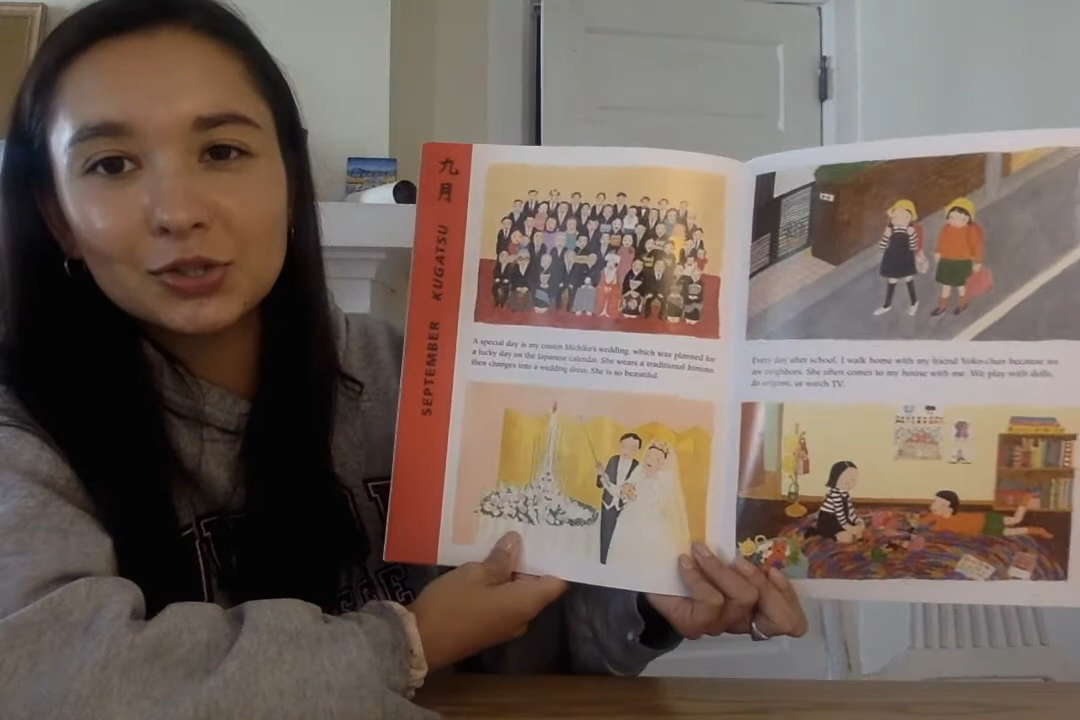 九月
SEPTEMBER KUGATSU
A special day is my cousin Michiko's wedding, which was planned for
a lucky day on the Japanese calendar. She wears a traditional kimono,
then changes into a wedding dress. She is so beautiful.
Every day after school, I walk home with my friend Yoko-chan because we
are neighbors. She often comes to my house with me. We play with dolls,
do origami, or watch TV.